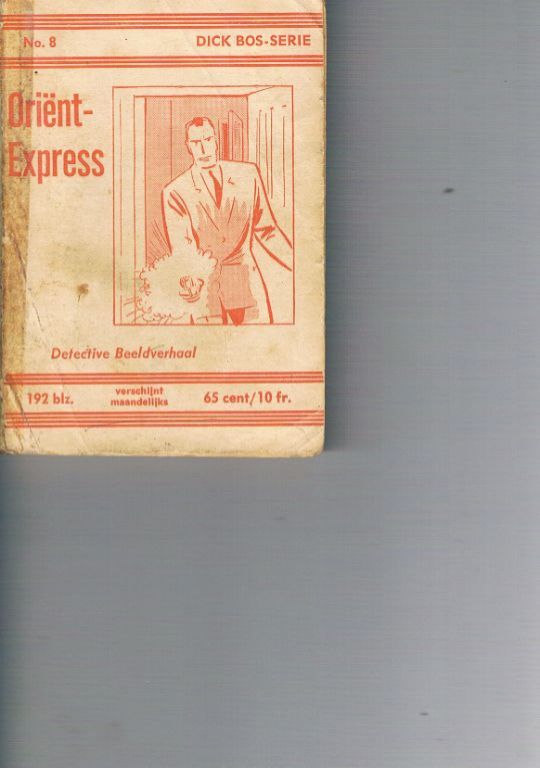 No. 8
DICK BOS-SERIE
Oriënt-
Express
Detective Beeldverhaal
192 blz.
verschijnt
maandelijks
65 cent/10 fr.